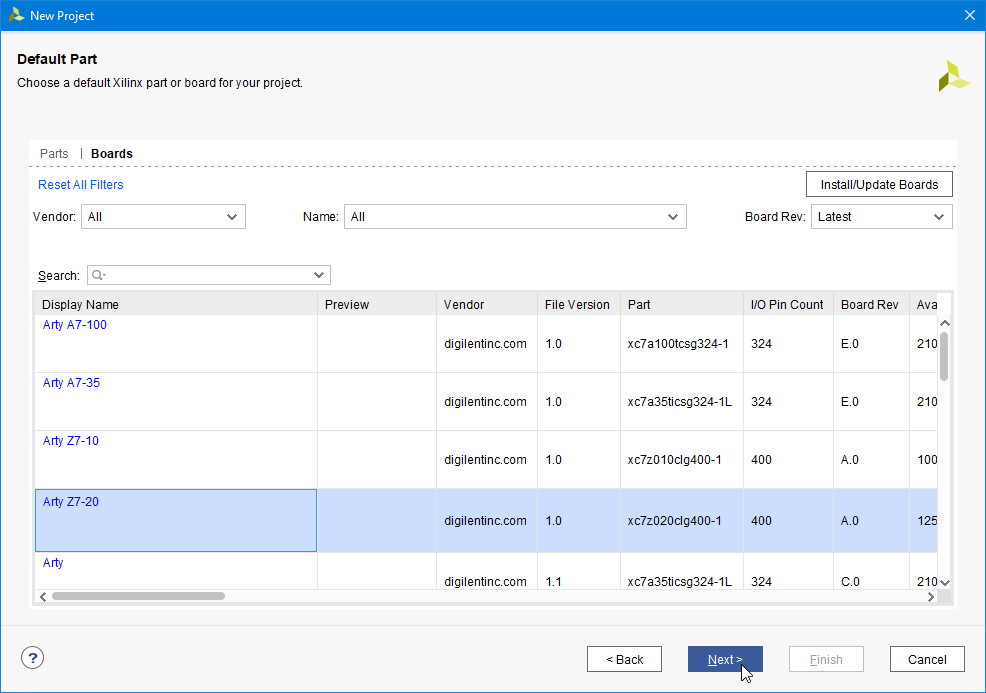 New Project
Default Part
Choose a default Xilinx part or board for your project.
Parts | Boards
Reset All Filters
Install/Update Boards
Vendor: All Name: All Board Rev: Latest
Search:
Display Name Preview Vendor File Version Part I/O Pin Count Board Rev Ava
Arty A7-100 digilentinc.com 1.0 xc7a100tcsg324-1 324 E.0 210
Arty A7-35 digilentinc.com 1.0 xc7a35ticsg324-1L 324 E.0 210
Arty Z7-10 digilentinc.com 1.0 xc7z010clg400-1 400 A.0 100
Arty Z7-20 digilentinc.com 1.0 xc7z020clg400-1 400 A.0 125
Arty digilentinc.com 1.1 xc7a35ticsg324-1L 324 C.0 210
? < Back Next > Finish Cancel